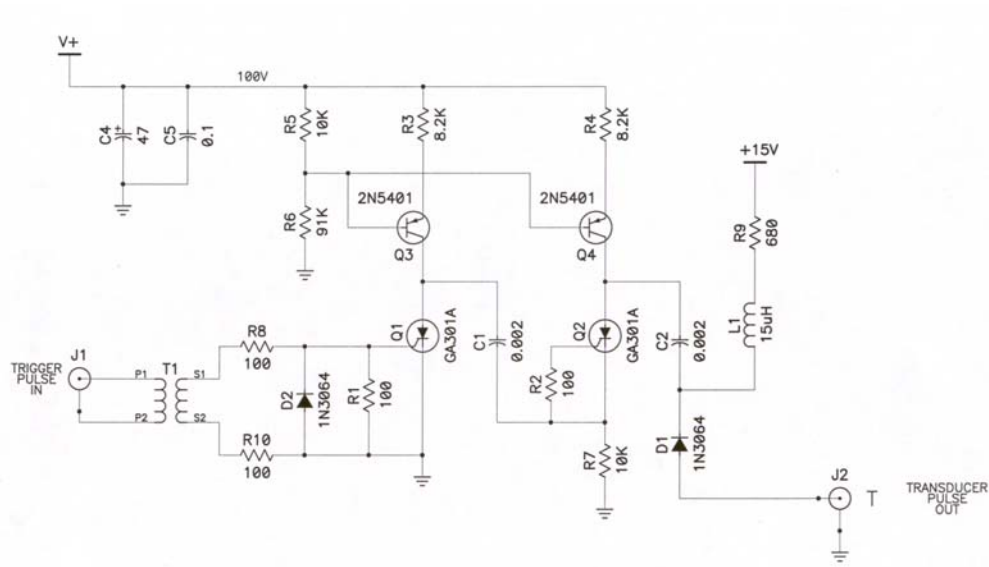 V+
100V
C4
+
47
C5
0.1
R5
10K
R3
8.2K
R4
8.2K
+15V
R9
680
2N5401
Q3
2N5401
Q4
R6
91K
L1
15uH
Q1
GA301A
C1
0.002
Q2
GA301A
C2
0.002
R8
100
J1
TRIGGER
PULSE
IN
P1
T1
S1
P2
S2
D2
1N3064
R1
100
R2
100
R10
100
R7
10K
D1
1N3064
J2
T
TRANSDUCER
PULSE
OUT